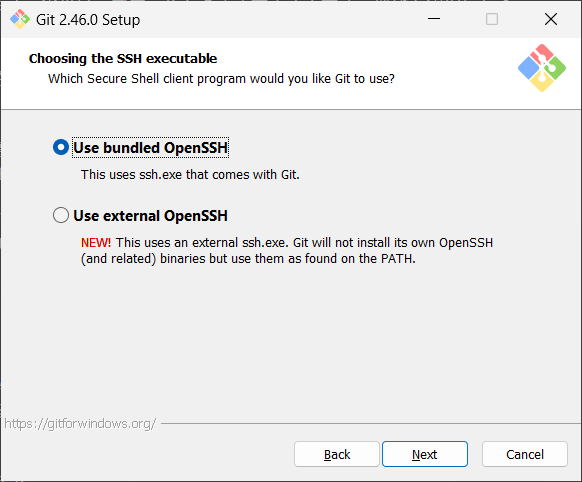 Git 2.46.0 Setup
Choosing the SSH executable
Which Secure Shell client program would you like Git to use?
Use bundled OpenSSH
This uses ssh.exe that comes with Git.
Use external OpenSSH
NEW! This uses an external ssh.exe. Git will not install its own OpenSSH
(and related) binaries but use them as found on the PATH.
https://gitforwindows.org/
Back Next Cancel